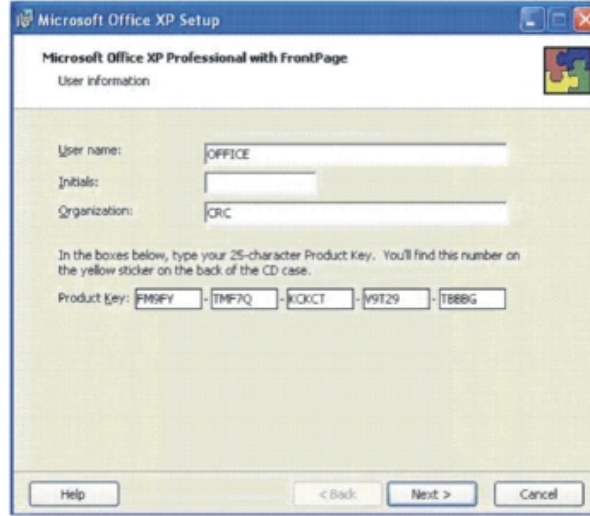 Microsoft Office XP Setup
Microsoft Office XP Professional with FrontPage
User information
User name: OFFICE
Initials:
Organization: CRC
In the boxes below, type your 25-character Product Key. You'll find this number on
the yellow sticker on the back of the CD case.
Product Key: FM9FY - TMF7Q - KCKCT - V9T29 - TBBBG
Help < Back Next > Cancel